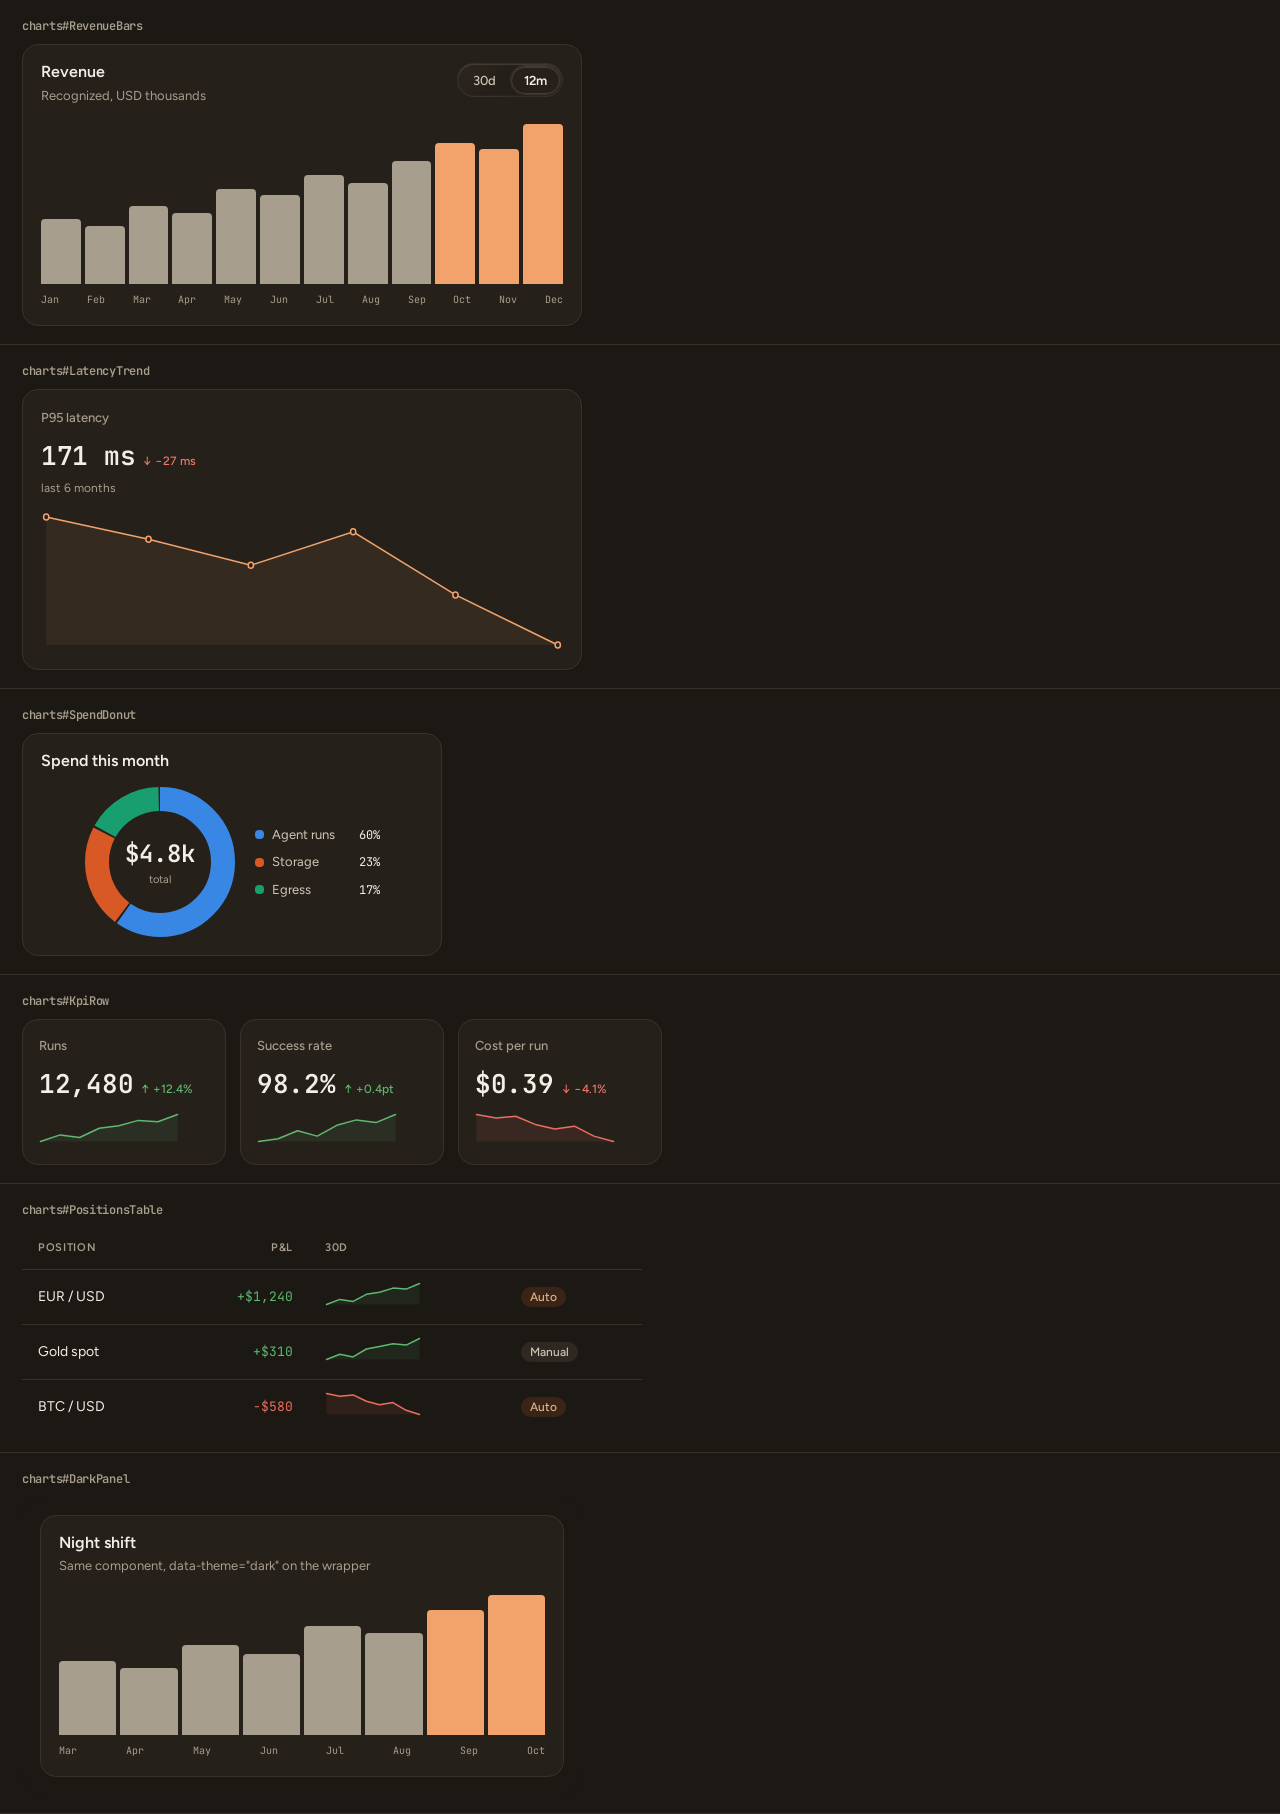 charts#RevenueBars
Revenue
30d 12m
Recognized, USD thousands
Jan Feb Mar Apr May Jun Jul Aug Sep Oct Nov Dec
charts#LatencyTrend
P95 latency
171 ms ↓ −27 ms
last 6 months
charts#SpendDonut
Spend this month
$4.8k
total
Agent runs 60%
Storage 23%
Egress 17%
charts#KpiRow
Runs
12,480 ↑ +12.4%
Success rate
98.2% ↑ +0.4pt
Cost per run
$0.39 ↓ −4.1%
charts#PositionsTable
POSITION P&L 30D
EUR / USD +$1,240 Auto
Gold spot +$310 Manual
BTC / USD -$580 Auto
charts#DarkPanel
Night shift
Same component, data-theme="dark" on the wrapper
Mar Apr May Jun Jul Aug Sep Oct